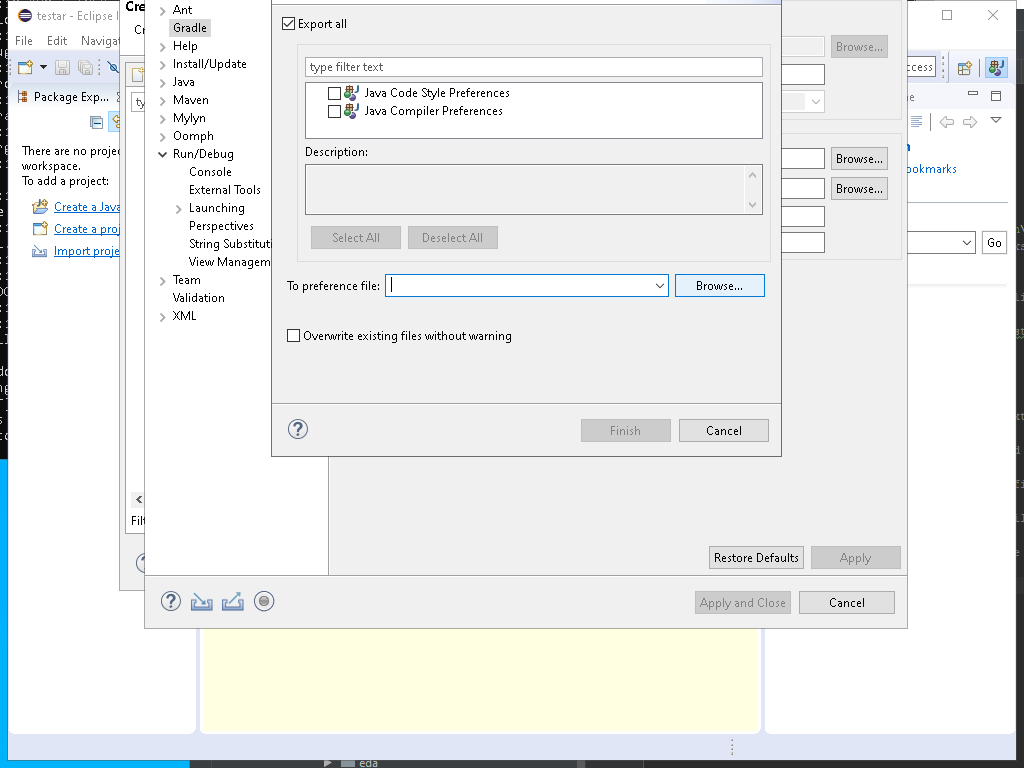 testar - Eclipse I
File
Edit
Navigat
Package Exp...
There are no projec
workspace.
To add a project:
Create a Java
Create a proj
Import proje
Cre
Cr
ty
Filt
Ant
Gradle
Help
Install/Update
Java
Maven
Mylyn
Oomph
Run/Debug
Console
External Tools
Launching
Perspectives
String Substituti
View Managem
Team
Validation
XML
Export all
type filter text
Java Code Style Preferences
Java Compiler Preferences
Description:
Select All
Deselect All
To preference file:
Browse...
Overwrite existing files without warning
Finish
Cancel
Browse...
Browse...
Browse...
Restore Defaults
Apply
Apply and Close
Cancel
cess
ookmarks
Go
eda